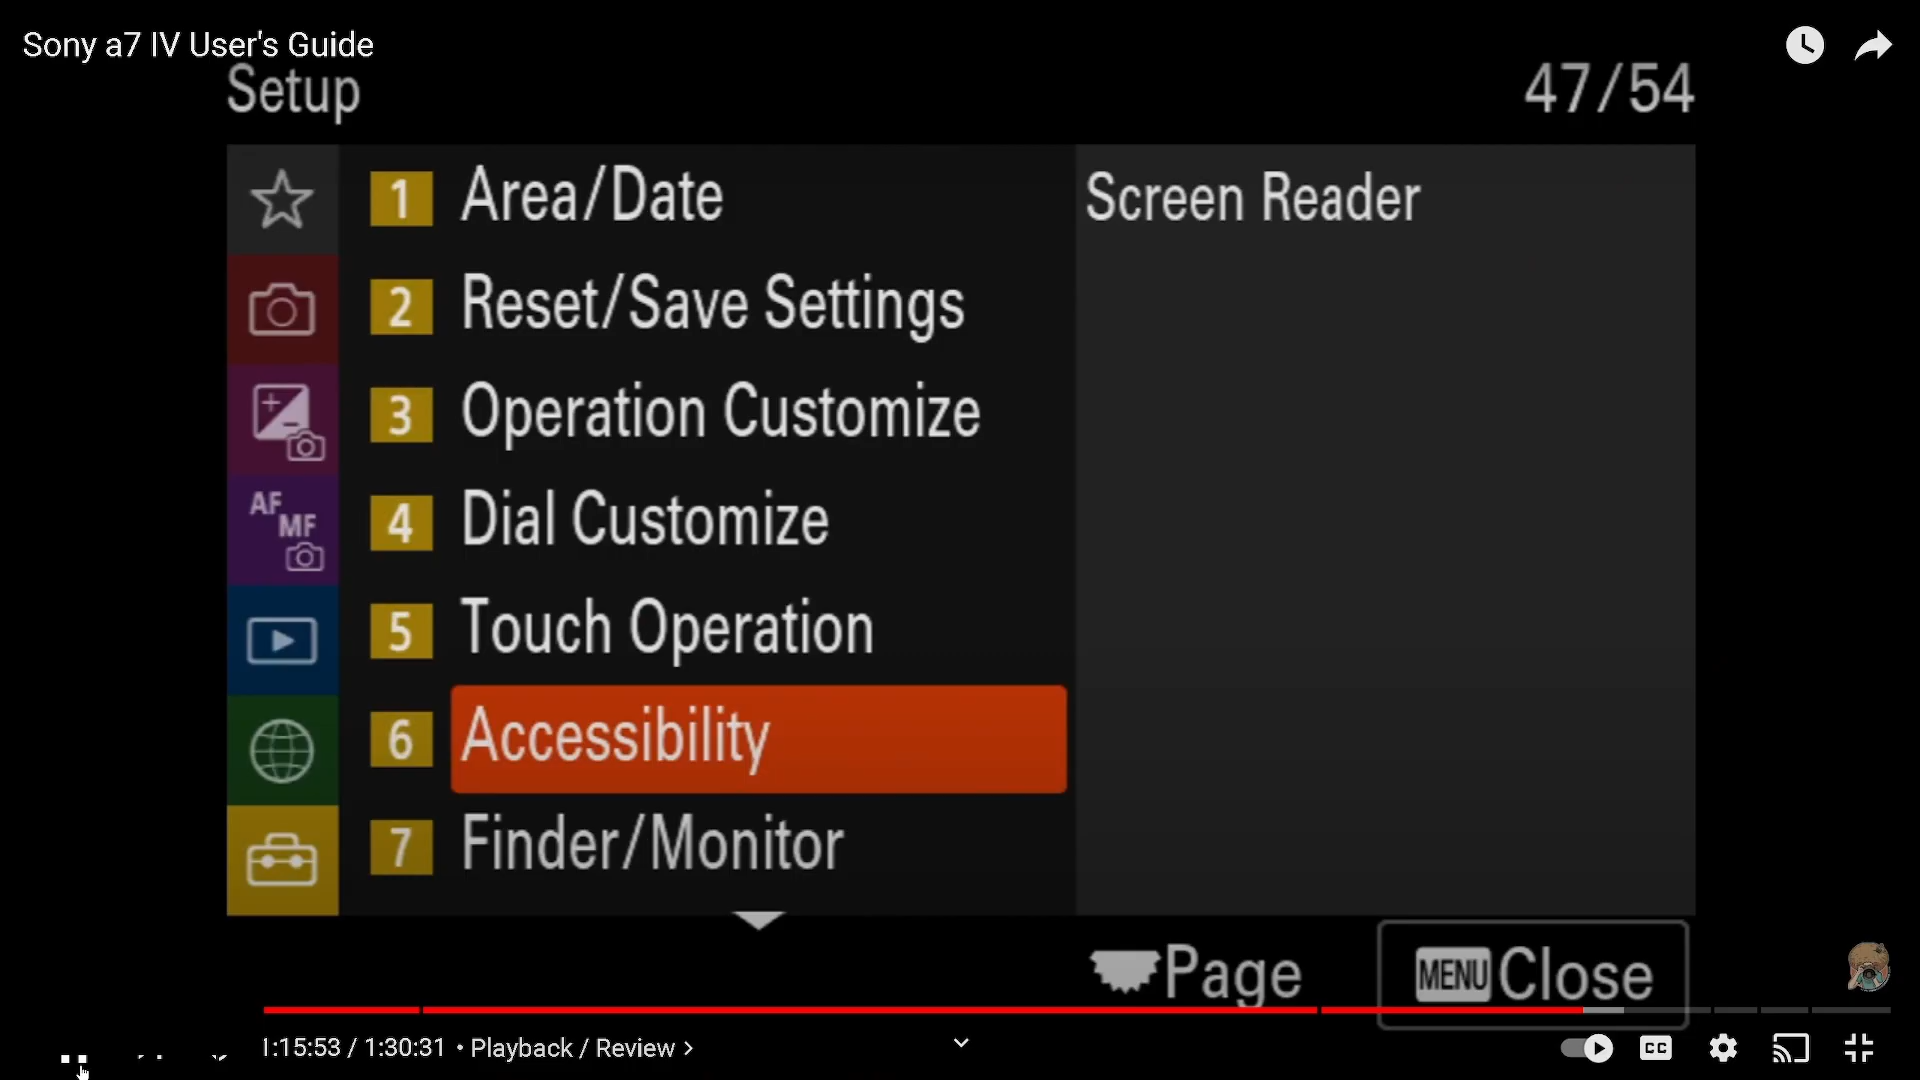 Sony a7 IV User's Guide
Setup
47/54
1 Area/Date
Screen Reader
2 Reset/Save Settings
3 Operation Customize
4 Dial Customize
AF
MF
5 Touch Operation
6 Accessibility
7 Finder/Monitor
Page
MENU Close
1:15:53 / 1:30:31 • Playback / Review >
CC